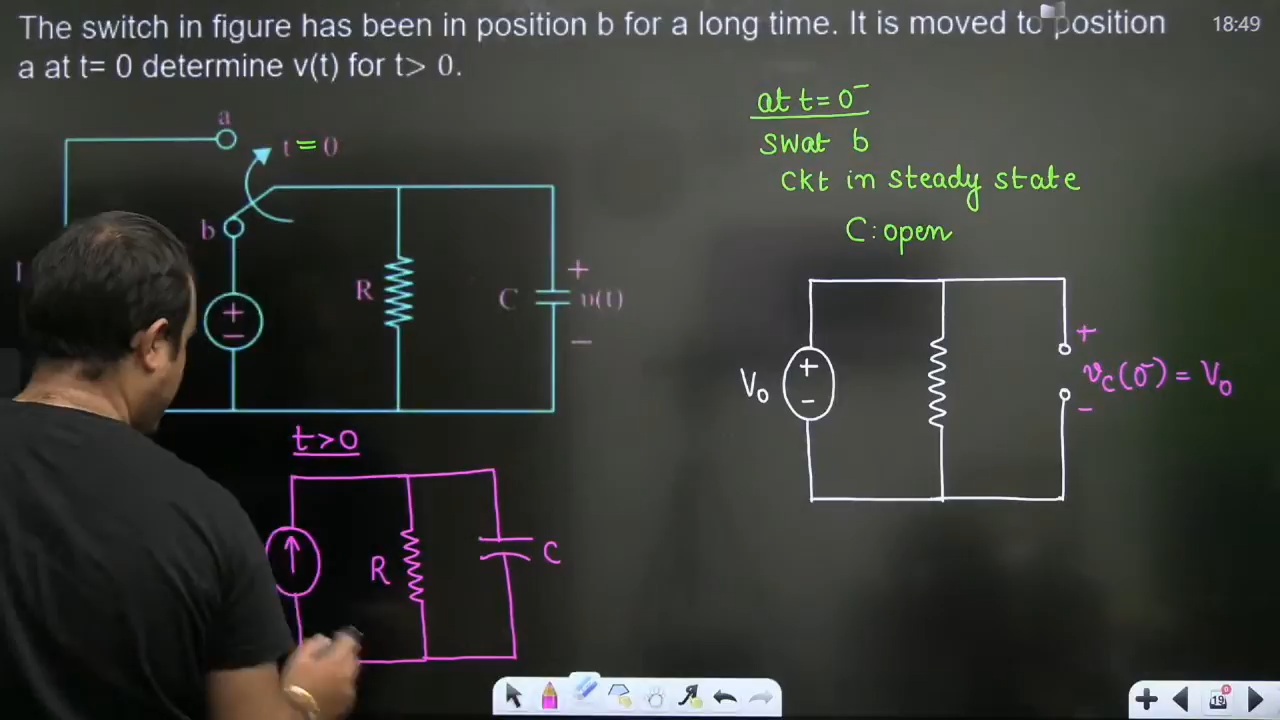 The switch in figure has been in position b for a long time. It is moved to position
18:49
a at t= 0 determine v(t) for t> 0.
at t=0⁻
SW at b
Ckt in steady state
C: open
a
t=0
b
+
−
R
C
+
υ(t)
−
V₀
+
−
+
v_C(0⁻) = V₀
−
t>0
R
C
19